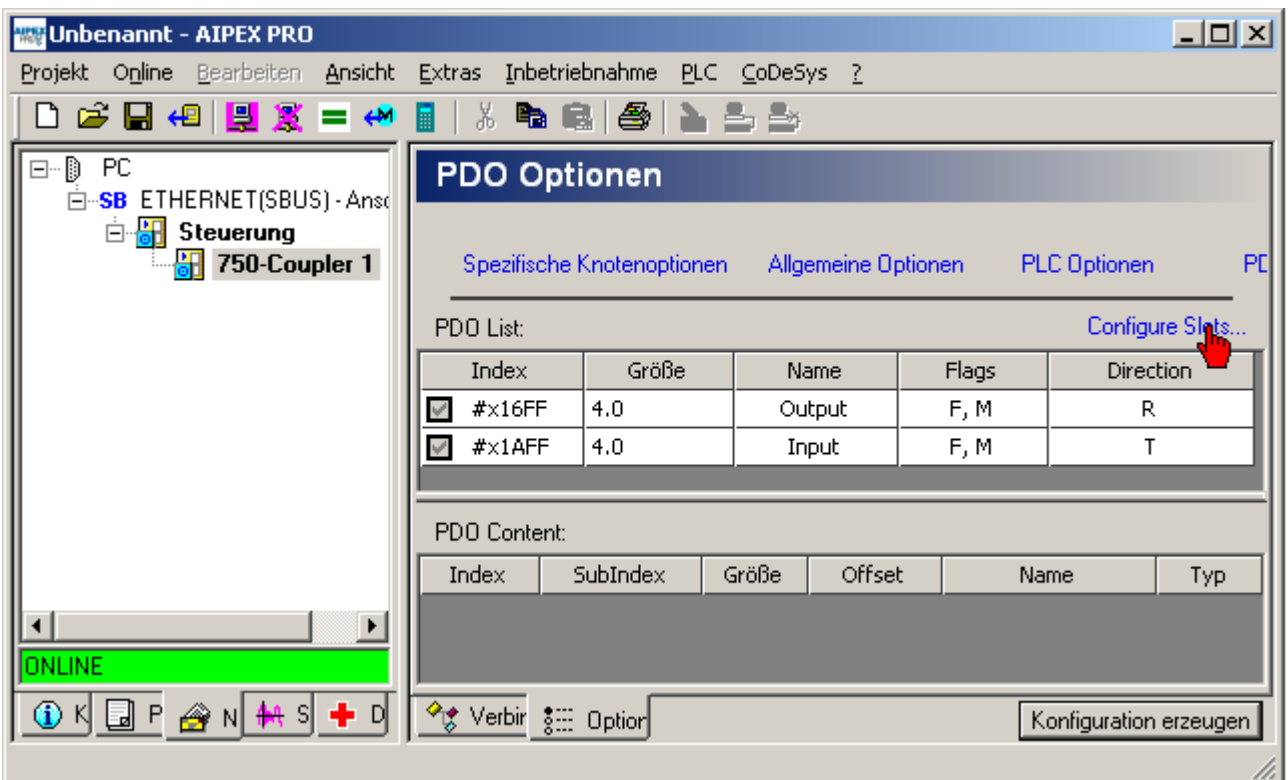 Unbenannt - AIPEX PRO
Projekt Online Bearbeiten Ansicht Extras Inbetriebnahme PLC CoDeSys ?
PC
SB ETHERNET(SBUS) - Ansc
Steuerung
750-Coupler 1
ONLINE
K P N S D
PDO Optionen
Spezifische Knotenoptionen Allgemeine Optionen PLC Optionen PD
PDO List: Configure Slots...
Index Größe Name Flags Direction
#x16FF 4.0 Output F, M R
#x1AFF 4.0 Input F, M T
PDO Content:
Index SubIndex Größe Offset Name Typ
Verbin Option Konfiguration erzeugen